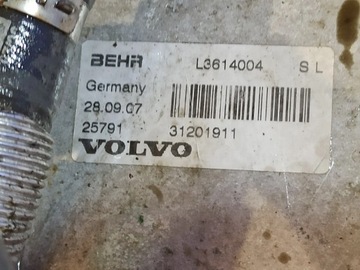 BEHR L3614004 S L
Germany
28.09.07
25791 31201911
VOLVO